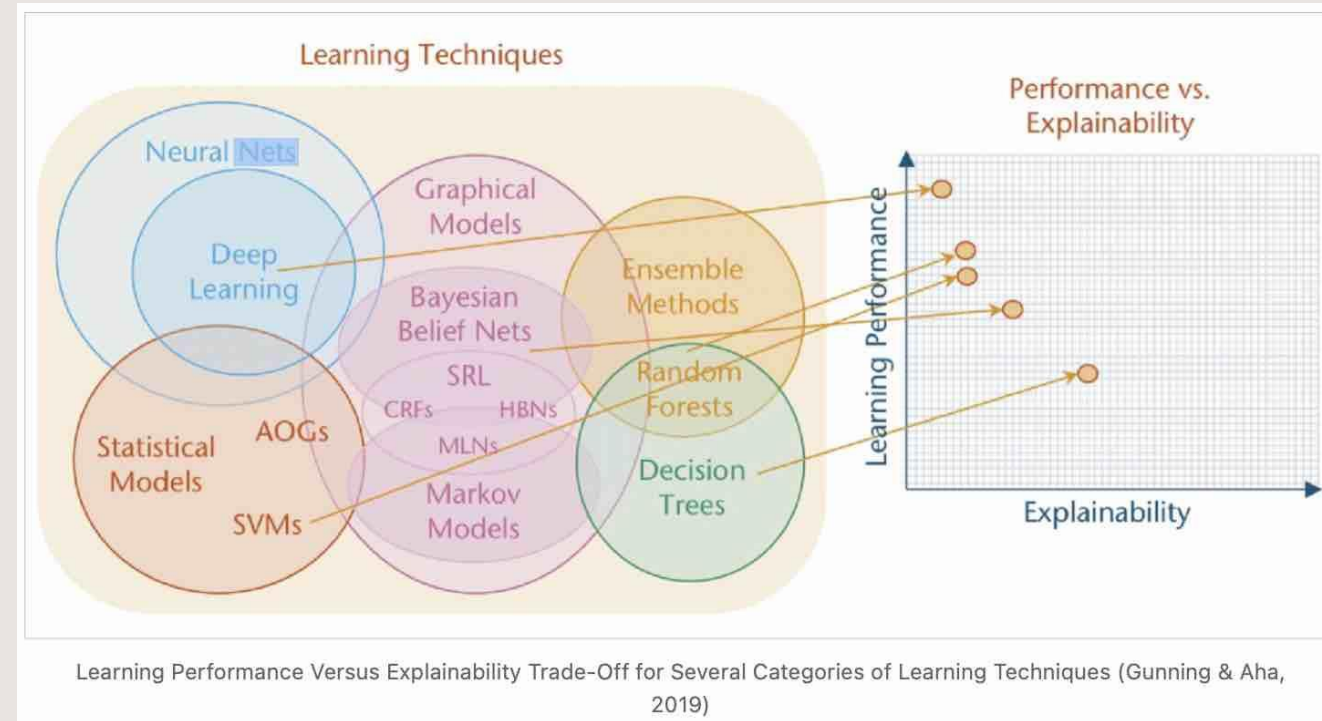 Learning Techniques
Neural Nets
Deep
Learning
Statistical
Models
AOGs
SVMs
Graphical
Models
Bayesian
Belief Nets
SRL
CRFs HBNs
MLNs
Markov
Models
Ensemble
Methods
Random
Forests
Decision
Trees
Performance vs.
Explainability
Learning Performance
Explainability
Learning Performance Versus Explainability Trade-Off for Several Categories of Learning Techniques (Gunning & Aha,
2019)